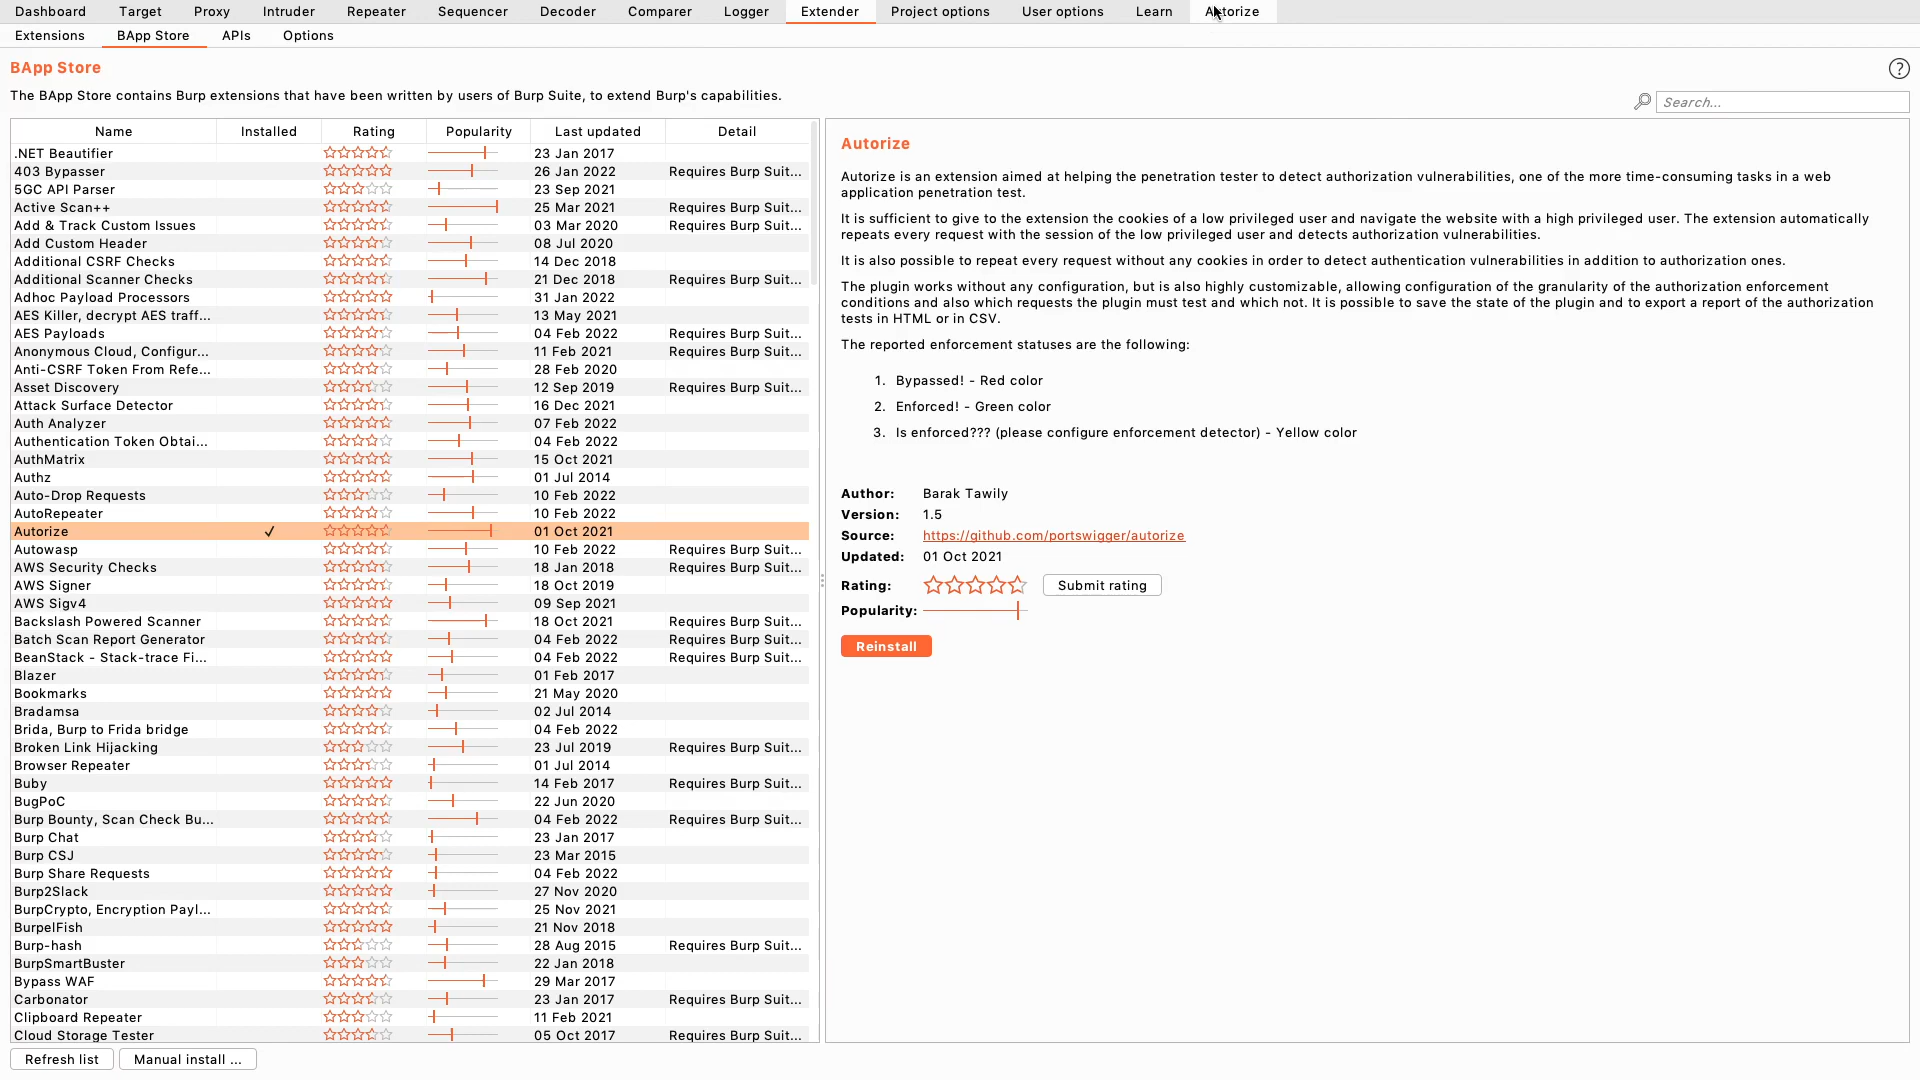 Dashboard Target Proxy Intruder Repeater Sequencer Decoder Comparer Logger Extender Project options User options Learn
Extensions BApp Store APIs Options
BApp Store
The BApp Store contains Burp extensions that have been written by users of Burp Suite, to extend Burp's capabilities.
Search...
Name Installed Rating Popularity Last updated Detail
.NET Beautifier 23 Jan 2017
403 Bypasser 26 Jan 2022 Requires Burp Suit...
5GC API Parser 23 Sep 2021
Active Scan++ 25 Mar 2021 Requires Burp Suit...
Add & Track Custom Issues 03 Mar 2020 Requires Burp Suit...
Add Custom Header 08 Jul 2020
Additional CSRF Checks 14 Dec 2018
Additional Scanner Checks 21 Dec 2018 Requires Burp Suit...
Adhoc Payload Processors 31 Jan 2022
AES Killer, decrypt AES traff... 13 May 2021
AES Payloads 04 Feb 2022 Requires Burp Suit...
Anonymous Cloud, Configur... 11 Feb 2021 Requires Burp Suit...
Anti-CSRF Token From Refe... 28 Feb 2020
Asset Discovery 12 Sep 2019 Requires Burp Suit...
Attack Surface Detector 16 Dec 2021
Auth Analyzer 07 Feb 2022
Authentication Token Obtai... 04 Feb 2022
AuthMatrix 15 Oct 2021
Authz 01 Jul 2014
Auto-Drop Requests 10 Feb 2022
AutoRepeater 10 Feb 2022
Autorize ✓ 01 Oct 2021
Autowasp 10 Feb 2022 Requires Burp Suit...
AWS Security Checks 18 Jan 2018 Requires Burp Suit...
AWS Signer 18 Oct 2019
AWS Sigv4 09 Sep 2021
Backslash Powered Scanner 18 Oct 2021 Requires Burp Suit...
Batch Scan Report Generator 04 Feb 2022 Requires Burp Suit...
BeanStack - Stack-trace Fi... 04 Feb 2022 Requires Burp Suit...
Blazer 01 Feb 2017
Bookmarks 21 May 2020
Bradamsa 02 Jul 2014
Brida, Burp to Frida bridge 04 Feb 2022
Broken Link Hijacking 23 Jul 2019 Requires Burp Suit...
Browser Repeater 01 Jul 2014
Buby 14 Feb 2017 Requires Burp Suit...
BugPoC 22 Jun 2020
Burp Bounty, Scan Check Bu... 04 Feb 2022 Requires Burp Suit...
Burp Chat 23 Jan 2017
Burp CSJ 23 Mar 2015
Burp Share Requests 04 Feb 2022
Burp2Slack 27 Nov 2020
BurpCrypto, Encryption Payl... 25 Nov 2021
BurpelFish 21 Nov 2018
Burp-hash 28 Aug 2015 Requires Burp Suit...
BurpSmartBuster 22 Jan 2018
Bypass WAF 29 Mar 2017
Carbonator 23 Jan 2017 Requires Burp Suit...
Clipboard Repeater 11 Feb 2021
Cloud Storage Tester 05 Oct 2017 Requires Burp Suit...
Refresh list Manual install ...
Autorize
Autorize is an extension aimed at helping the penetration tester to detect authorization vulnerabilities, one of the more time-consuming tasks in a web
application penetration test.
It is sufficient to give to the extension the cookies of a low privileged user and navigate the website with a high privileged user. The extension automatically
repeats every request with the session of the low privileged user and detects authorization vulnerabilities.
It is also possible to repeat every request without any cookies in order to detect authentication vulnerabilities in addition to authorization ones.
The plugin works without any configuration, but is also highly customizable, allowing configuration of the granularity of the authorization enforcement
conditions and also which requests the plugin must test and which not. It is possible to save the state of the plugin and to export a report of the authorization
tests in HTML or in CSV.
The reported enforcement statuses are the following:
1. Bypassed! - Red color
2. Enforced! - Green color
3. Is enforced??? (please configure enforcement detector) - Yellow color
Author: Barak Tawily
Version: 1.5
Source: https://github.com/portswigger/autorize
Updated: 01 Oct 2021
Rating: Submit rating
Popularity:
Reinstall